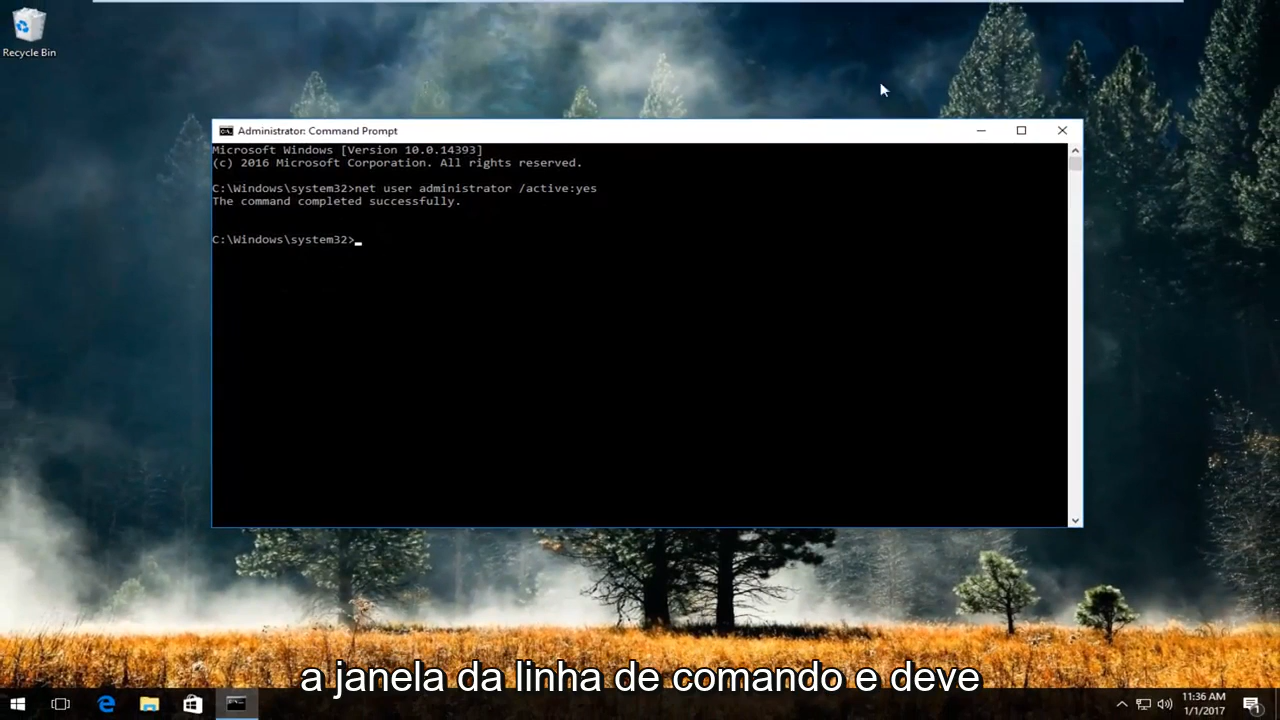 Recycle Bin
Administrator: Command Prompt
Microsoft Windows [Version 10.0.14393]
(c) 2016 Microsoft Corporation. All rights reserved.
C:\Windows\system32>net user administrator /active:yes
The command completed successfully.
C:\Windows\system32>
a janela da linha de comando e deve
11:36 AM
1/1/2017
1